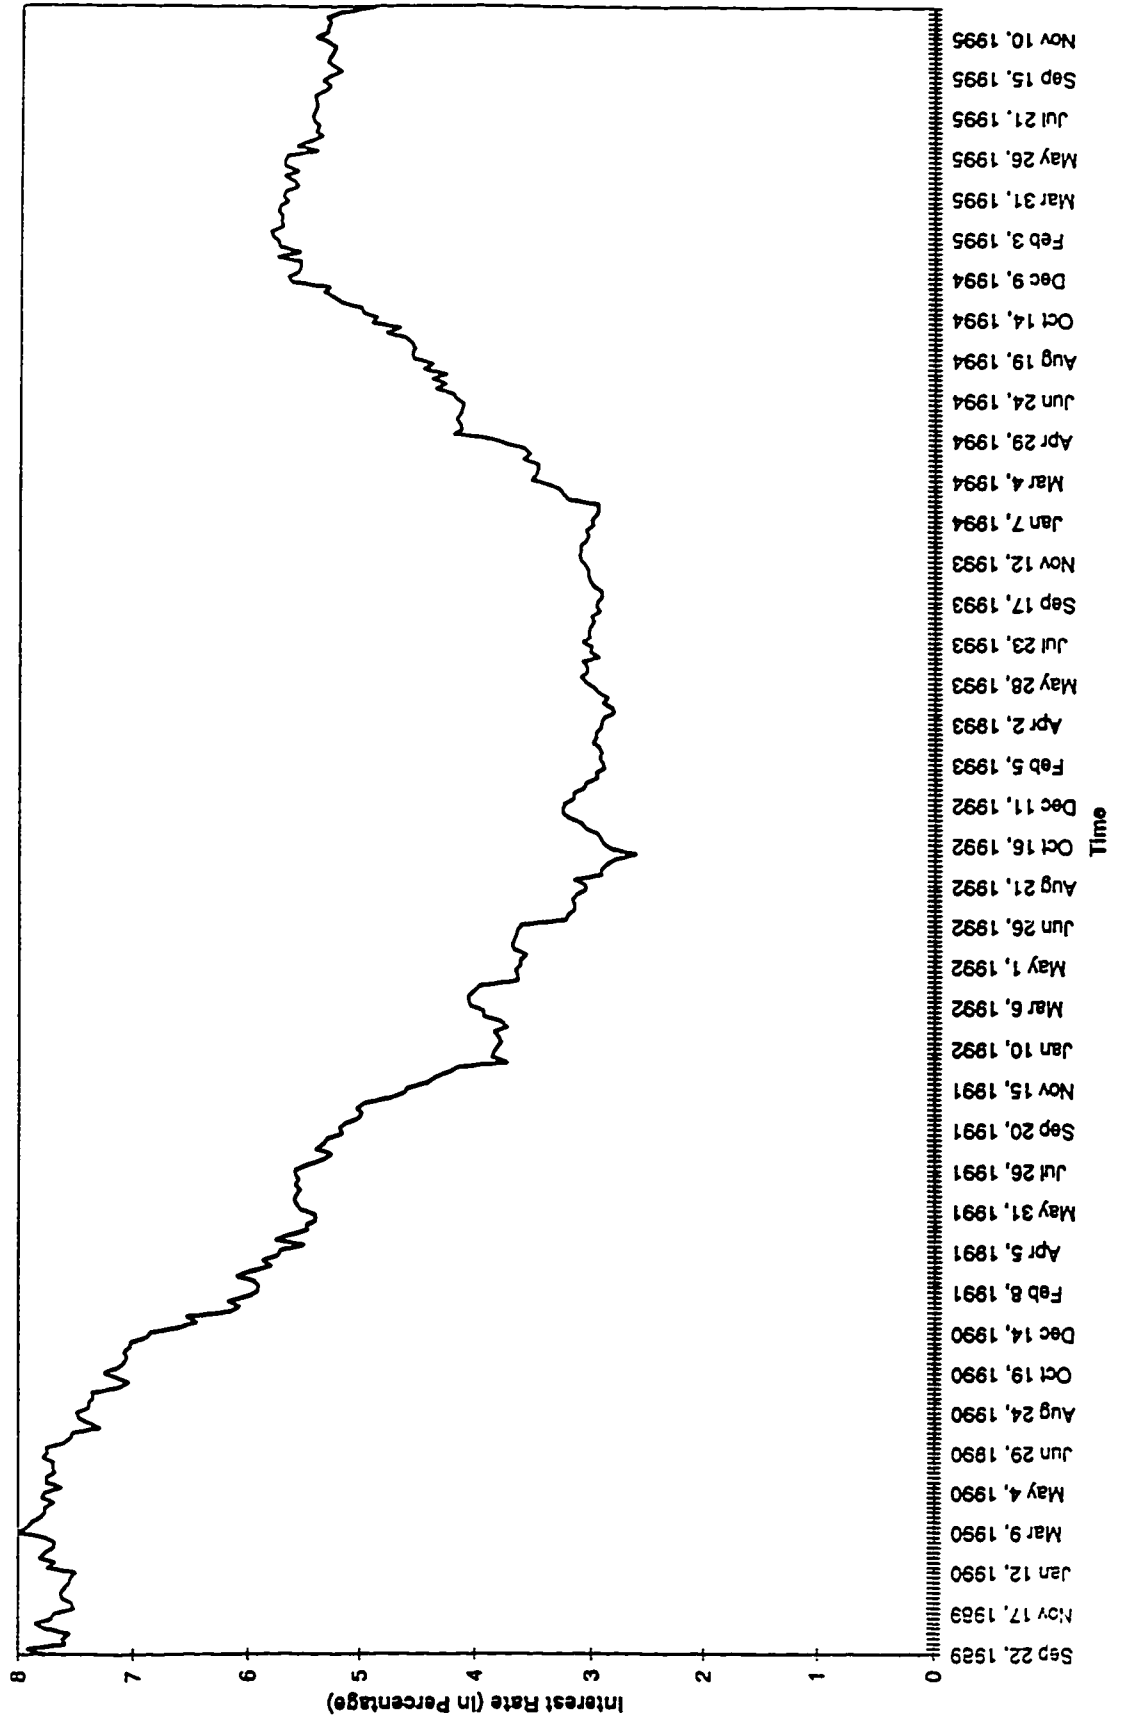 Interest Rate (In Percentage)
8
7
6
5
4
3
2
1
0
Sep 22, 1989
Nov 17, 1989
Jan 12, 1990
Mar 9, 1990
May 4, 1990
Jun 29, 1990
Aug 24, 1990
Oct 19, 1990
Dec 14, 1990
Feb 8, 1991
Apr 5, 1991
May 31, 1991
Jul 26, 1991
Sep 20, 1991
Nov 15, 1991
Jan 10, 1992
Mar 6, 1992
May 1, 1992
Jun 26, 1992
Aug 21, 1992
Oct 16, 1992
Dec 11, 1992
Feb 5, 1993
Apr 2, 1993
May 28, 1993
Jul 23, 1993
Sep 17, 1993
Nov 12, 1993
Jan 7, 1994
Mar 4, 1994
Apr 29, 1994
Jun 24, 1994
Aug 19, 1994
Oct 14, 1994
Dec 9, 1994
Feb 3, 1995
Mar 31, 1995
May 26, 1995
Jul 21, 1995
Sep 15, 1995
Nov 10, 1995
Time